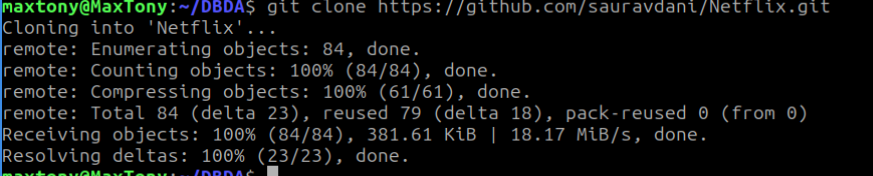 maxtony@MaxTony:~/DBDA$ git clone https://github.com/sauravdani/Netflix.git
Cloning into 'Netflix'...
remote: Enumerating objects: 84, done.
remote: Counting objects: 100% (84/84), done.
remote: Compressing objects: 100% (61/61), done.
remote: Total 84 (delta 23), reused 79 (delta 18), pack-reused 0 (from 0)
Receiving objects: 100% (84/84), 381.61 KiB | 18.17 MiB/s, done.
Resolving deltas: 100% (23/23), done.
maxtony@MaxTony:~/DBDA$